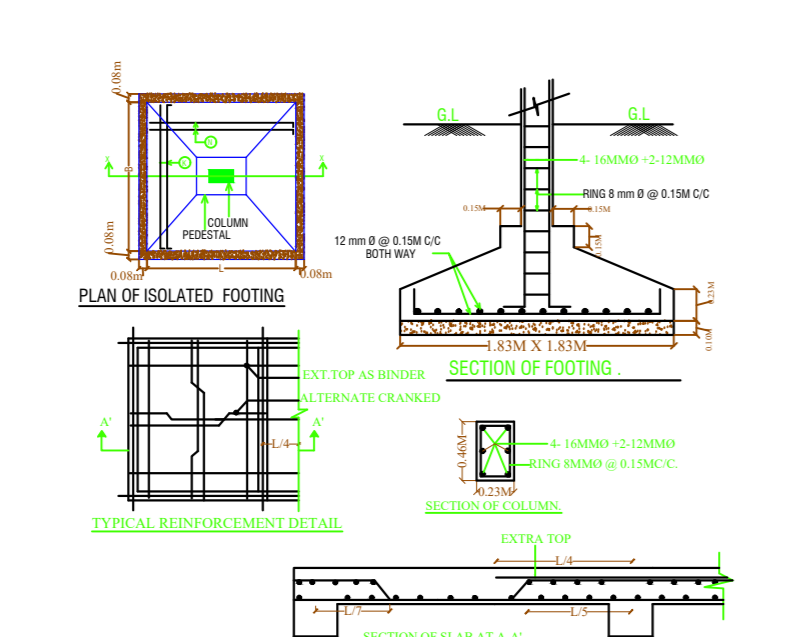 0.08m
G.L
G.L
4- 16MMØ +2-12MMØ
x
x
B
RING 8 mm Ø @ 0.15M C/C
0.15M
0.15M
COLUMN
PEDESTAL
0.08m
12 mm Ø @ 0.15M C/C
BOTH WAY
0.15M
0.08m
L
0.08m
0.23M
PLAN OF ISOLATED FOOTING
0.10M
1.83M X 1.83M
SECTION OF FOOTING .
EXT.TOP AS BINDER
ALTERNATE CRANKED
A'
A'
L/4
0.46M
4- 16MMØ +2-12MMØ
RING 8MMØ @ 0.15MC/C.
0.23M
SECTION OF COLUMN.
TYPICAL REINFORCEMENT DETAIL
EXTRA TOP
L/4
L/7
L/5
SECTION OF SLAB AT A-A'